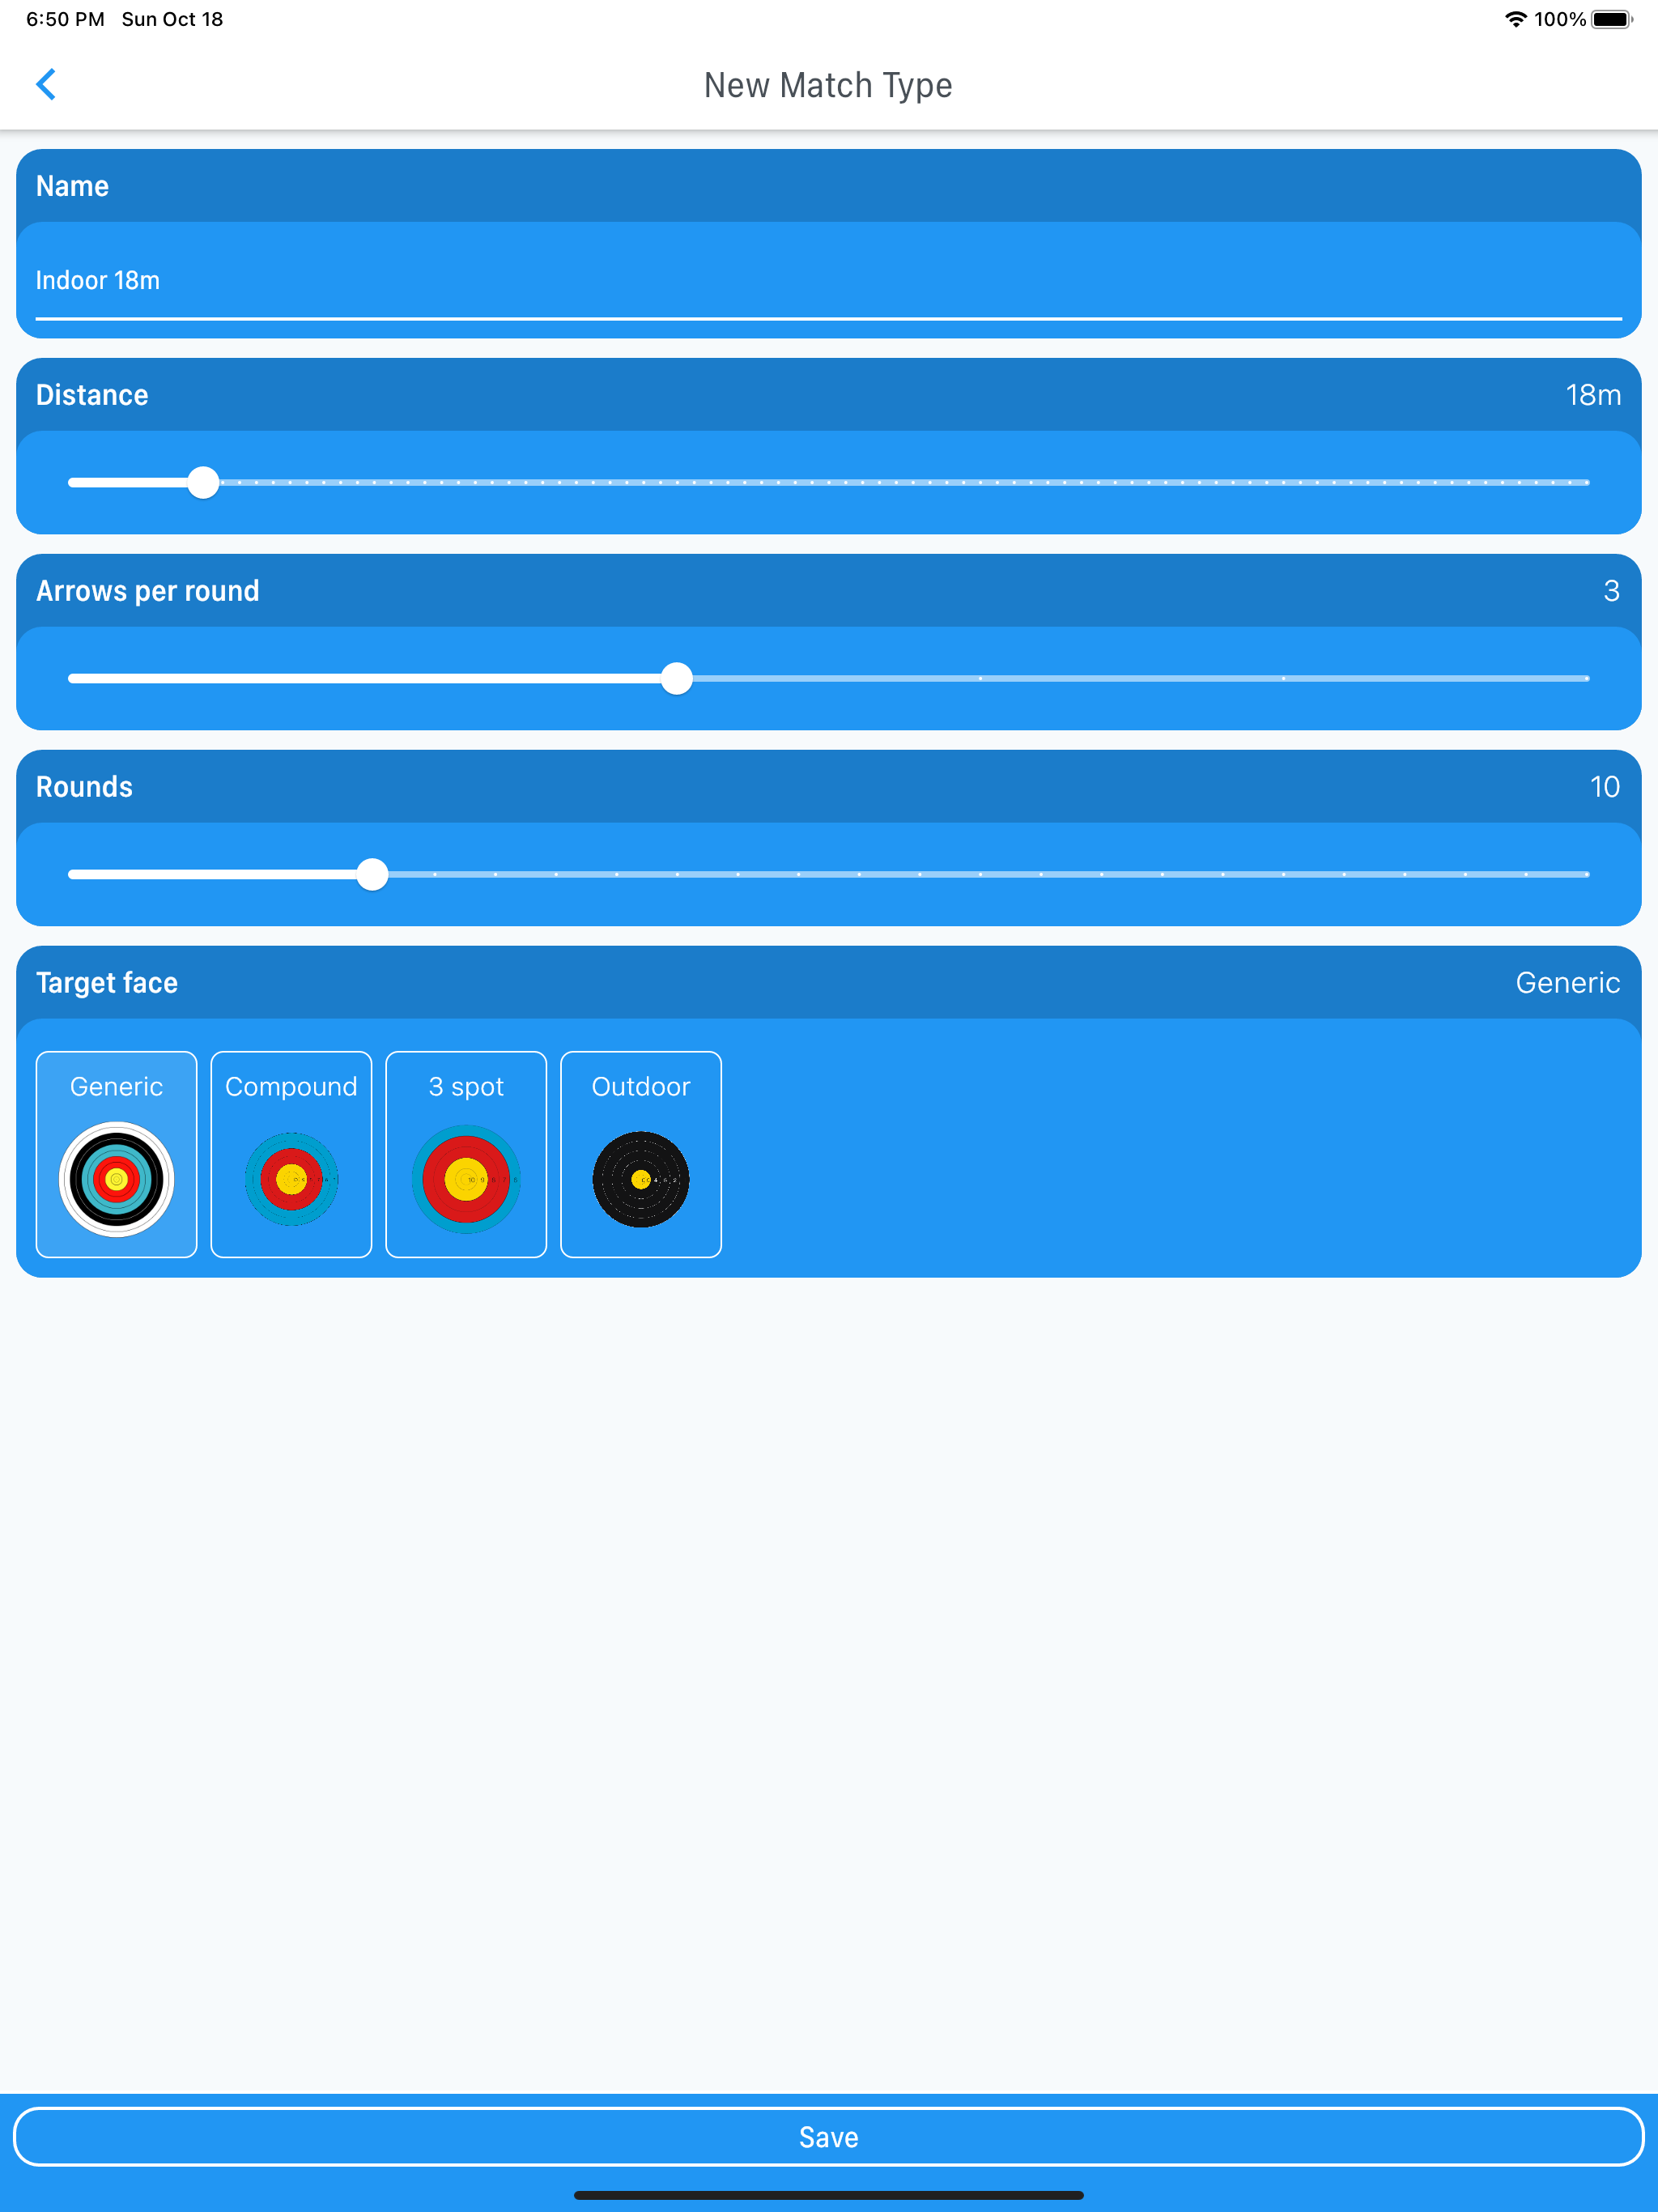 6:50 PM Sun Oct 18 100%
New Match Type
Name
Indoor 18m
Distance 18m
Arrows per round 3
Rounds 10
Target face Generic
Generic Compound 3 spot Outdoor
Save